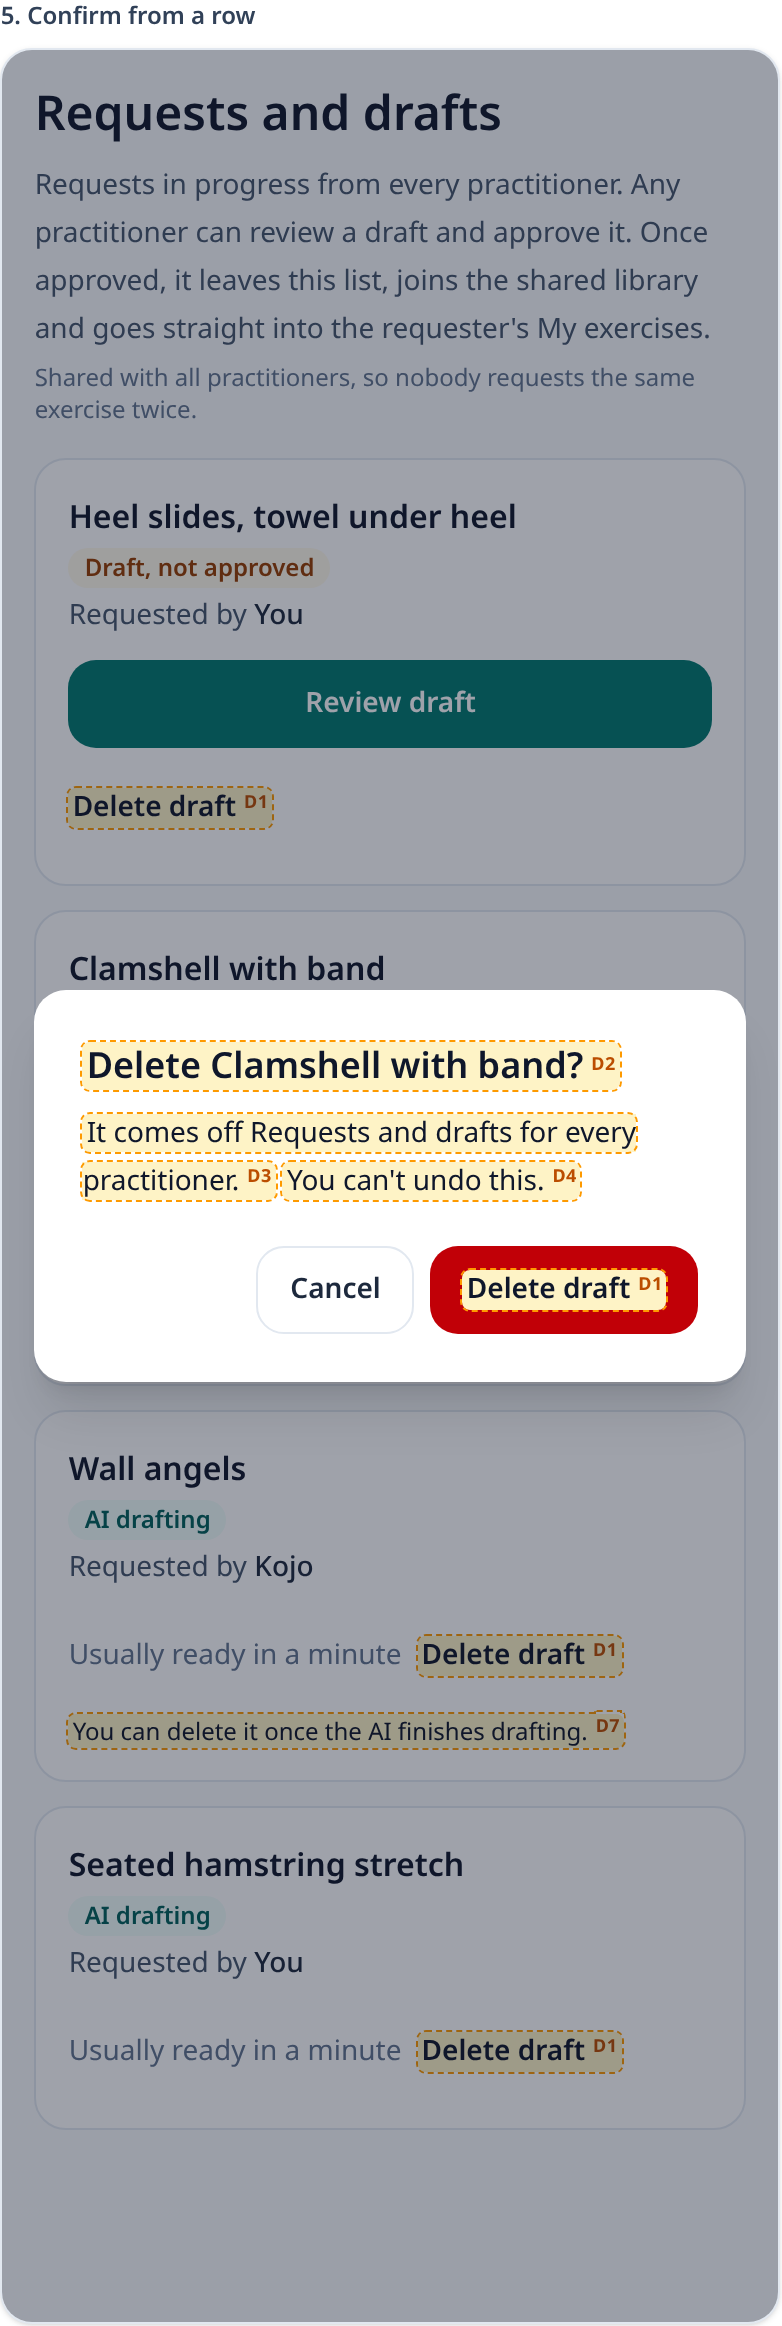 5. Confirm from a row
Requests and drafts
Requests in progress from every practitioner. Any
practitioner can review a draft and approve it. Once
approved, it leaves this list, joins the shared library
and goes straight into the requester's My exercises.
Shared with all practitioners, so nobody requests the same
exercise twice.
Heel slides, towel under heel
Draft, not approved
Requested by You
Review draft
Delete draft D1
Clamshell with band
Delete Clamshell with band? D2
It comes off Requests and drafts for every
practitioner. D3 You can't undo this. D4
Cancel Delete draft D1
Wall angels
AI drafting
Requested by Kojo
Usually ready in a minute Delete draft D1
You can delete it once the AI finishes drafting. D7
Seated hamstring stretch
AI drafting
Requested by You
Usually ready in a minute Delete draft D1